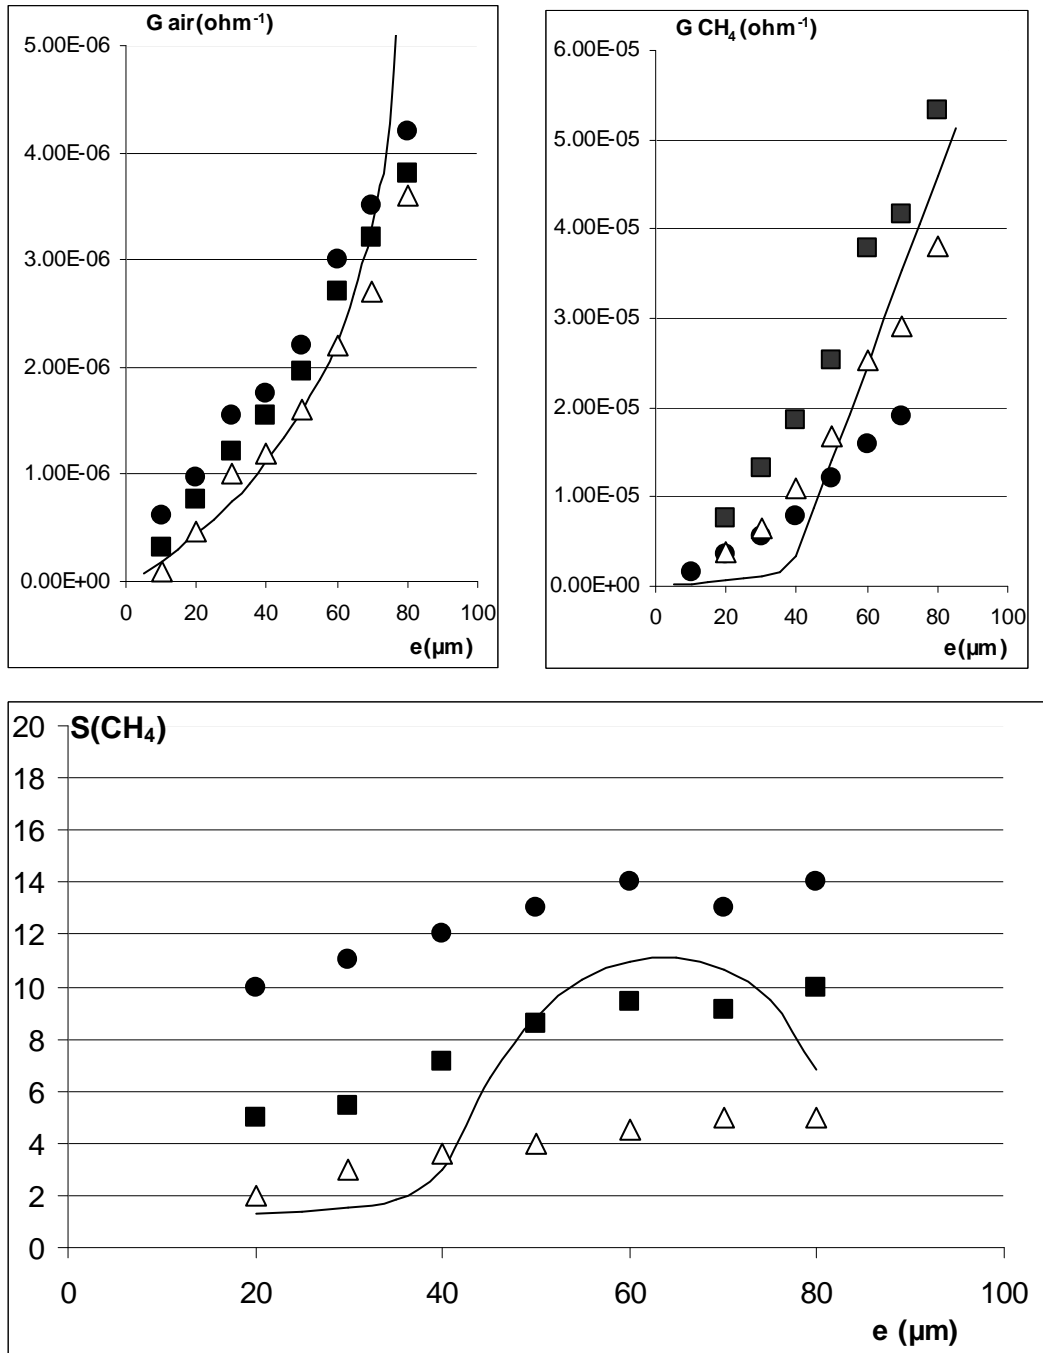 G air (ohm⁻¹)
5.00E-06
4.00E-06
3.00E-06
2.00E-06
1.00E-06
0.00E+00
0 20 40 60 80 100
e (µm)
G CH₄ (ohm⁻¹)
6.00E-05
5.00E-05
4.00E-05
3.00E-05
2.00E-05
1.00E-05
0.00E+00
0 20 40 60 80 100
e (µm)
S(CH₄)
20
18
16
14
12
10
8
6
4
2
0
0 20 40 60 80 100
e (µm)